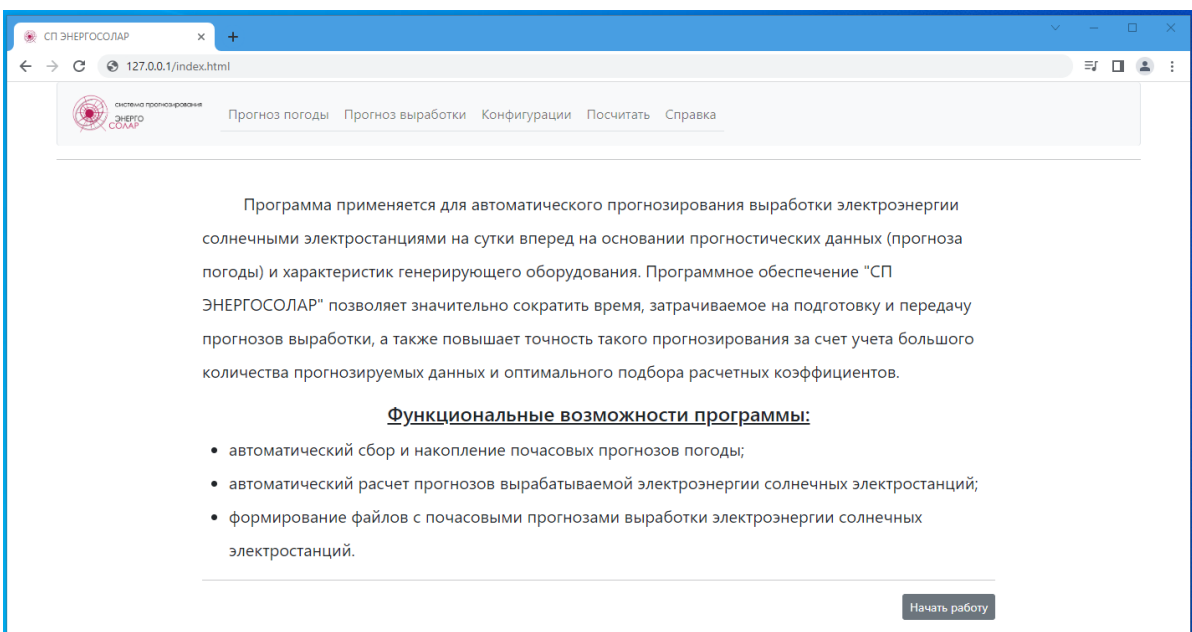 СП ЭНЕРГОСОЛАР
127.0.0.1/index.html
система прогнозирования
ЭНЕРГО
СОЛАР
Прогноз погоды Прогноз выработки Конфигурации Посчитать Справка
Программа применяется для автоматического прогнозирования выработки электроэнергии
солнечными электростанциями на сутки вперед на основании прогностических данных (прогноза
погоды) и характеристик генерирующего оборудования. Программное обеспечение "СП
ЭНЕРГОСОЛАР" позволяет значительно сократить время, затрачиваемое на подготовку и передачу
прогнозов выработки, а также повышает точность такого прогнозирования за счет учета большого
количества прогнозируемых данных и оптимального подбора расчетных коэффициентов.
Функциональные возможности программы:
• автоматический сбор и накопление почасовых прогнозов погоды;
• автоматический расчет прогнозов вырабатываемой электроэнергии солнечных электростанций;
• формирование файлов с почасовыми прогнозами выработки электроэнергии солнечных
электростанций.
Начать работу